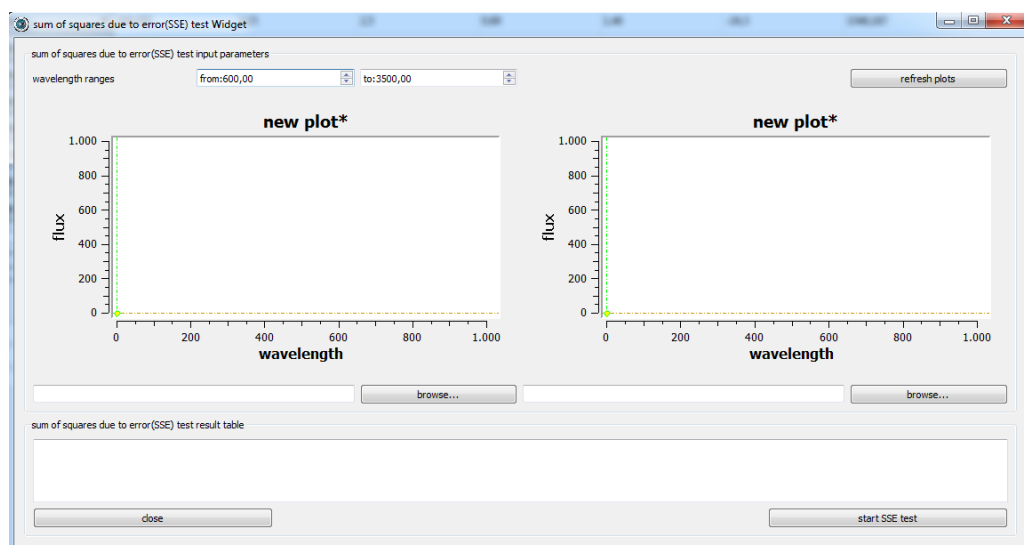 sum of squares due to error(SSE) test Widget
sum of squares due to error(SSE) test input parameters
wavelength ranges from:600,00 to:3500,00 refresh plots
new plot*
1.000
800
600
400
200
0
flux
0 200 400 600 800 1.000
wavelength
new plot*
1.000
800
600
400
200
0
flux
0 200 400 600 800 1.000
wavelength
browse... browse...
sum of squares due to error(SSE) test result table
close start SSE test